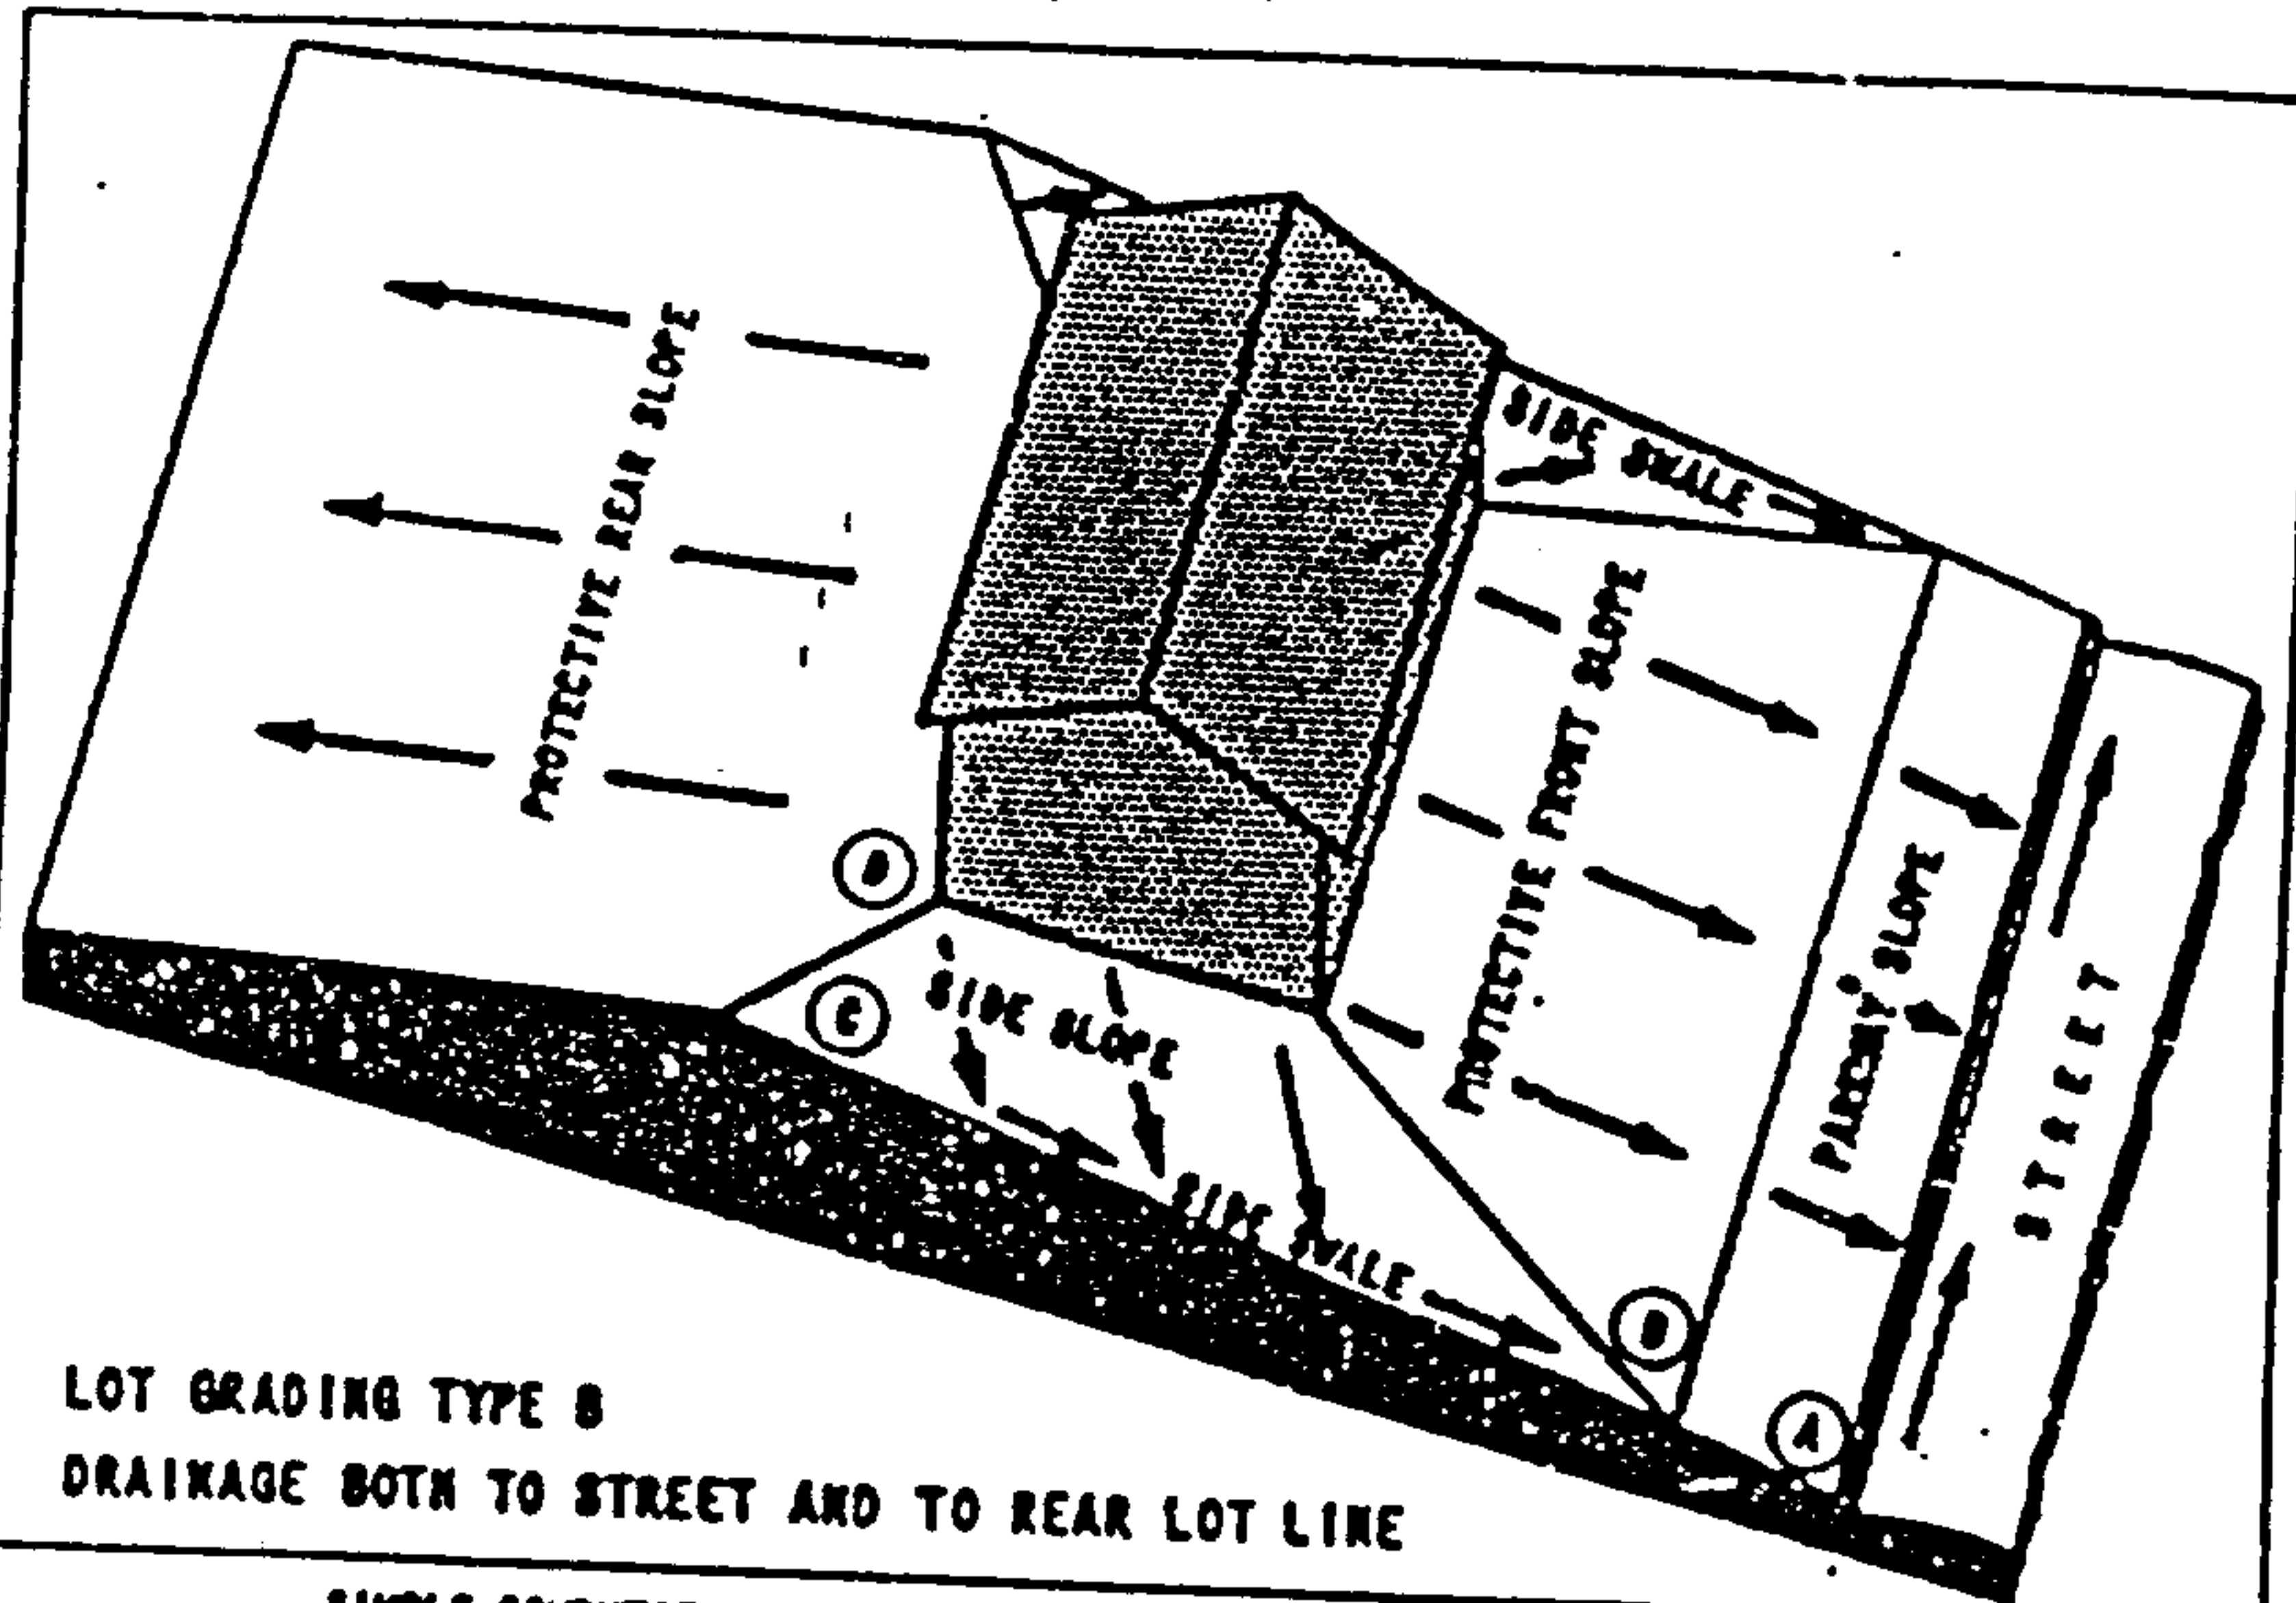 PROTECTIVE REAR SLOPE
SIDE SWALE
PROTECTIVE FRONT SLOPE
PARKW'Y SLOPE
STREET
SIDE SLOPE
SIDE SWALE
D
C
B
A
LOT GRADING TYPE B
DRAINAGE BOTH TO STREET AND TO REAR LOT LINE